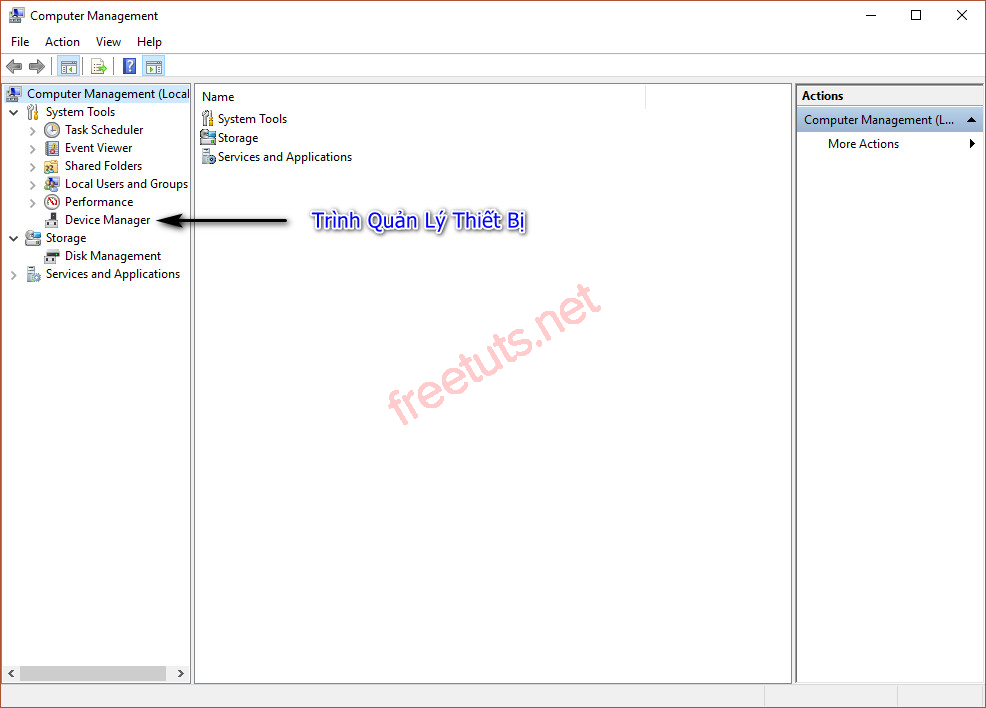 Computer Management
File Action View Help
Computer Management (Local
System Tools
Task Scheduler
Event Viewer
Shared Folders
Local Users and Groups
Performance
Device Manager
Storage
Disk Management
Services and Applications
Name
System Tools
Storage
Services and Applications
Trình Quản Lý Thiết Bị
freetuts.net
Actions
Computer Management (L...
More Actions